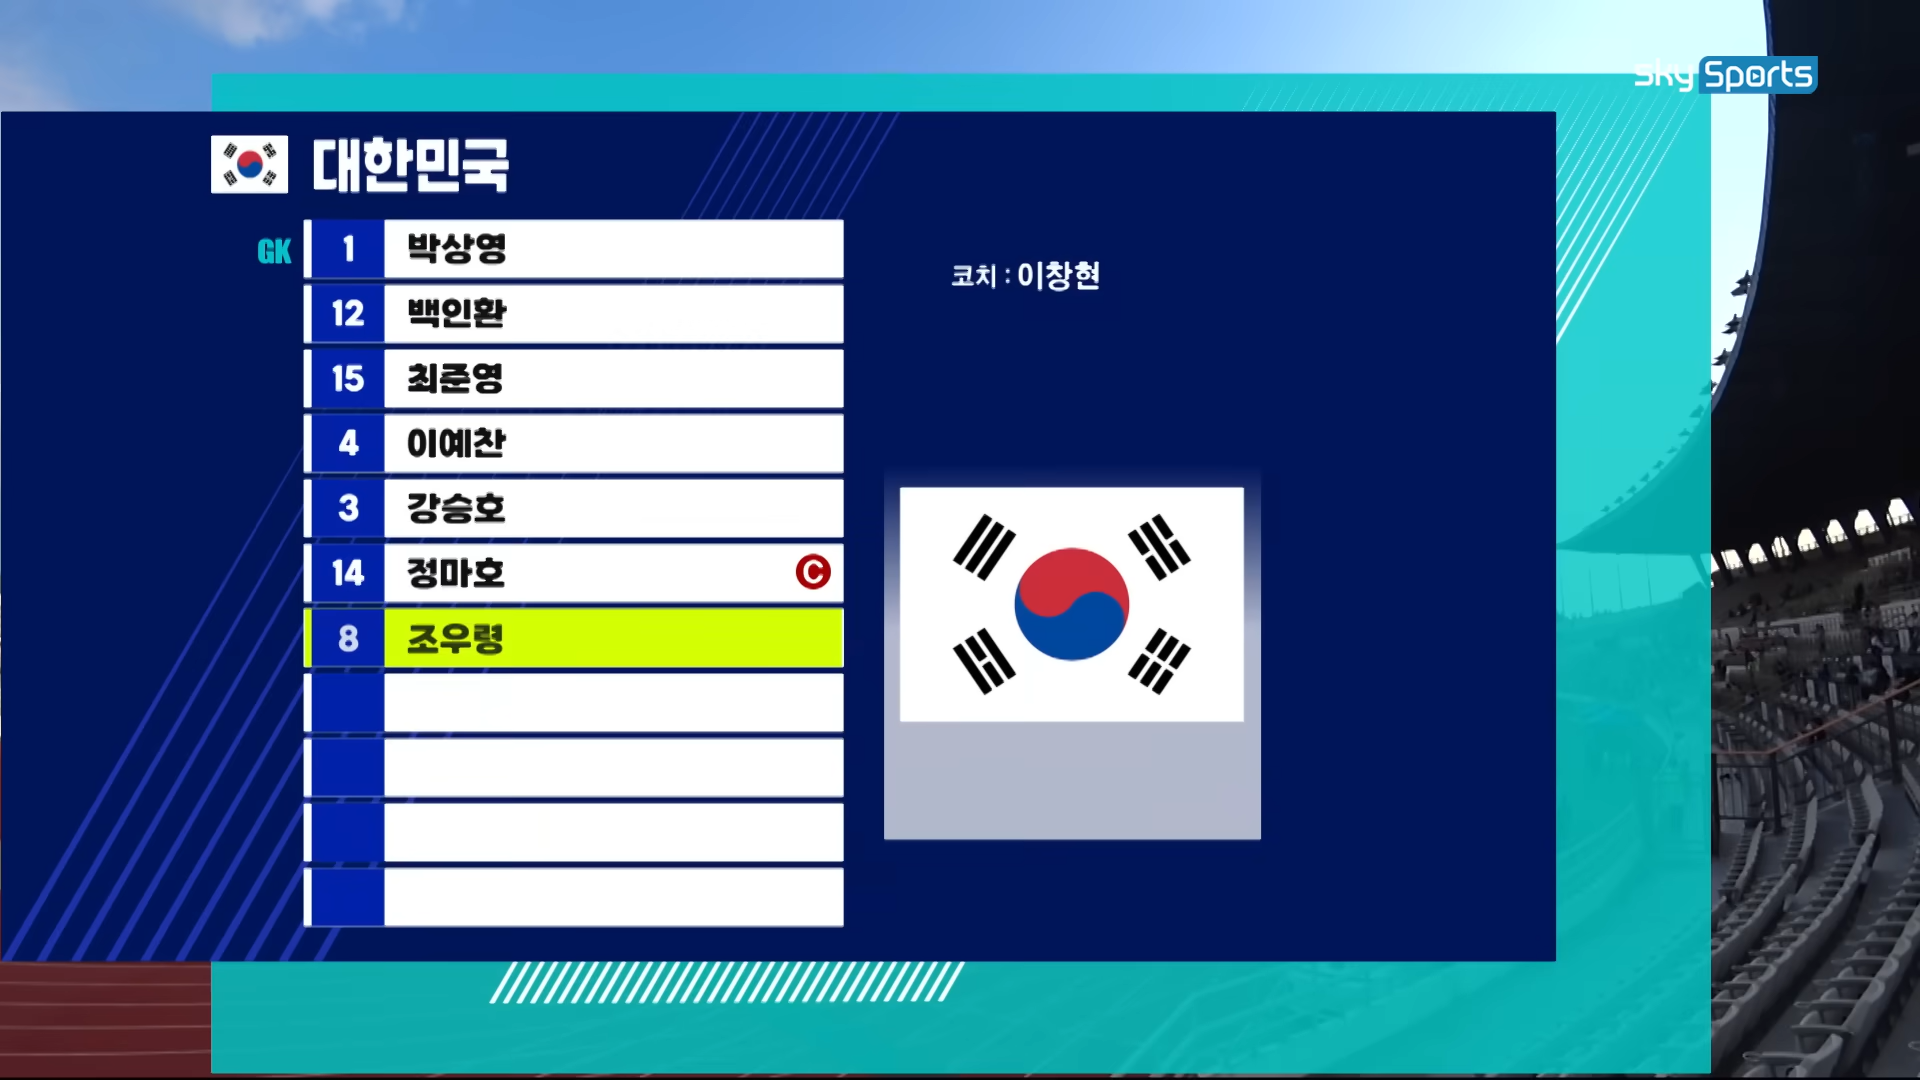 sky Sports
대한민국
GK 1 박상영
12 백인환
15 최준영
4 이예찬
3 강승호
14 정마호 C
8 조우령
코치 : 이창현